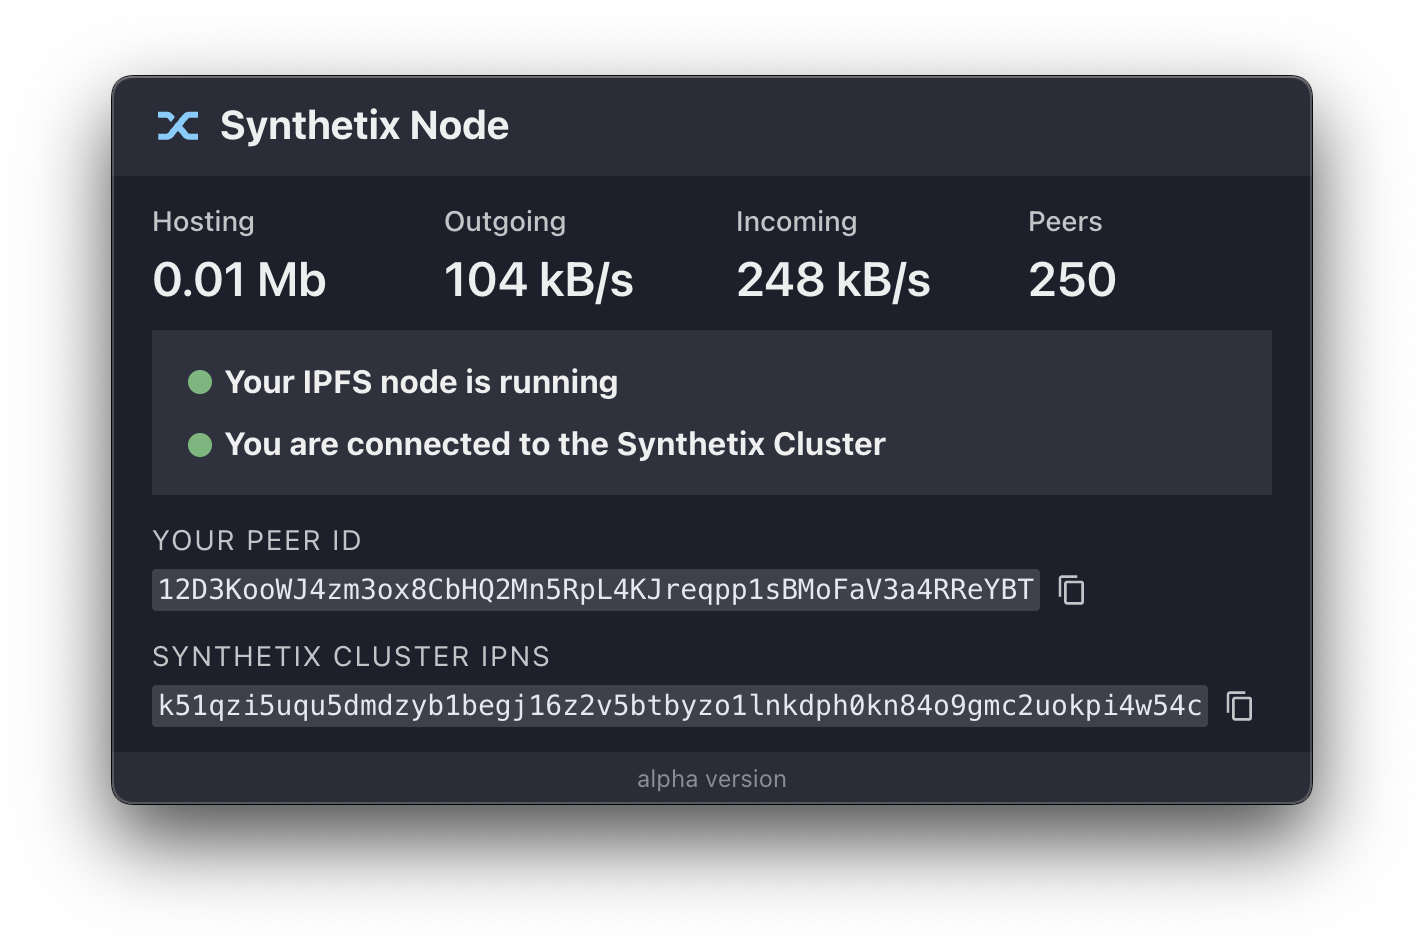 Synthetix Node
Hosting Outgoing Incoming Peers
0.01 Mb 104 kB/s 248 kB/s 250
Your IPFS node is running
You are connected to the Synthetix Cluster
YOUR PEER ID
12D3KooWJ4zm3ox8CbHQ2Mn5RpL4KJreqpp1sBMoFaV3a4RReYBT
SYNTHETIX CLUSTER IPNS
k51qzi5uqu5dmdzyb1begj16z2v5btbyzo1lnkdph0kn84o9gmc2uokpi4w54c
alpha version